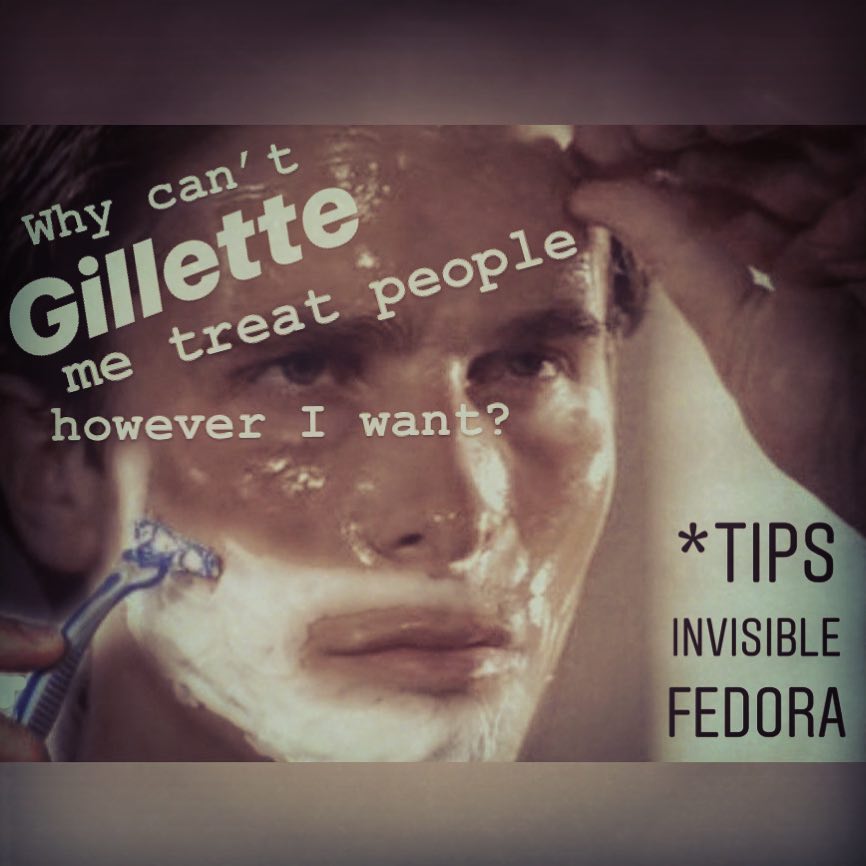 Why can't
Gillette
me treat people
however I want?
*TIPS
INVISIBLE
FEDORA